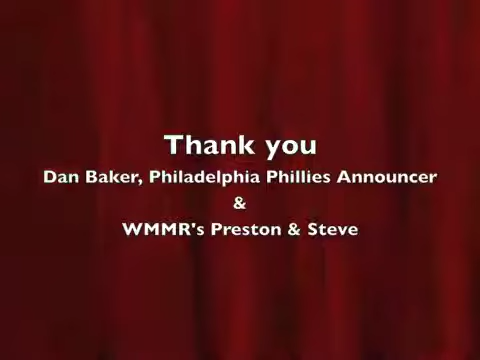 Thank you
Dan Baker, Philadelphia Phillies Announcer
&
WMMR's Preston & Steve